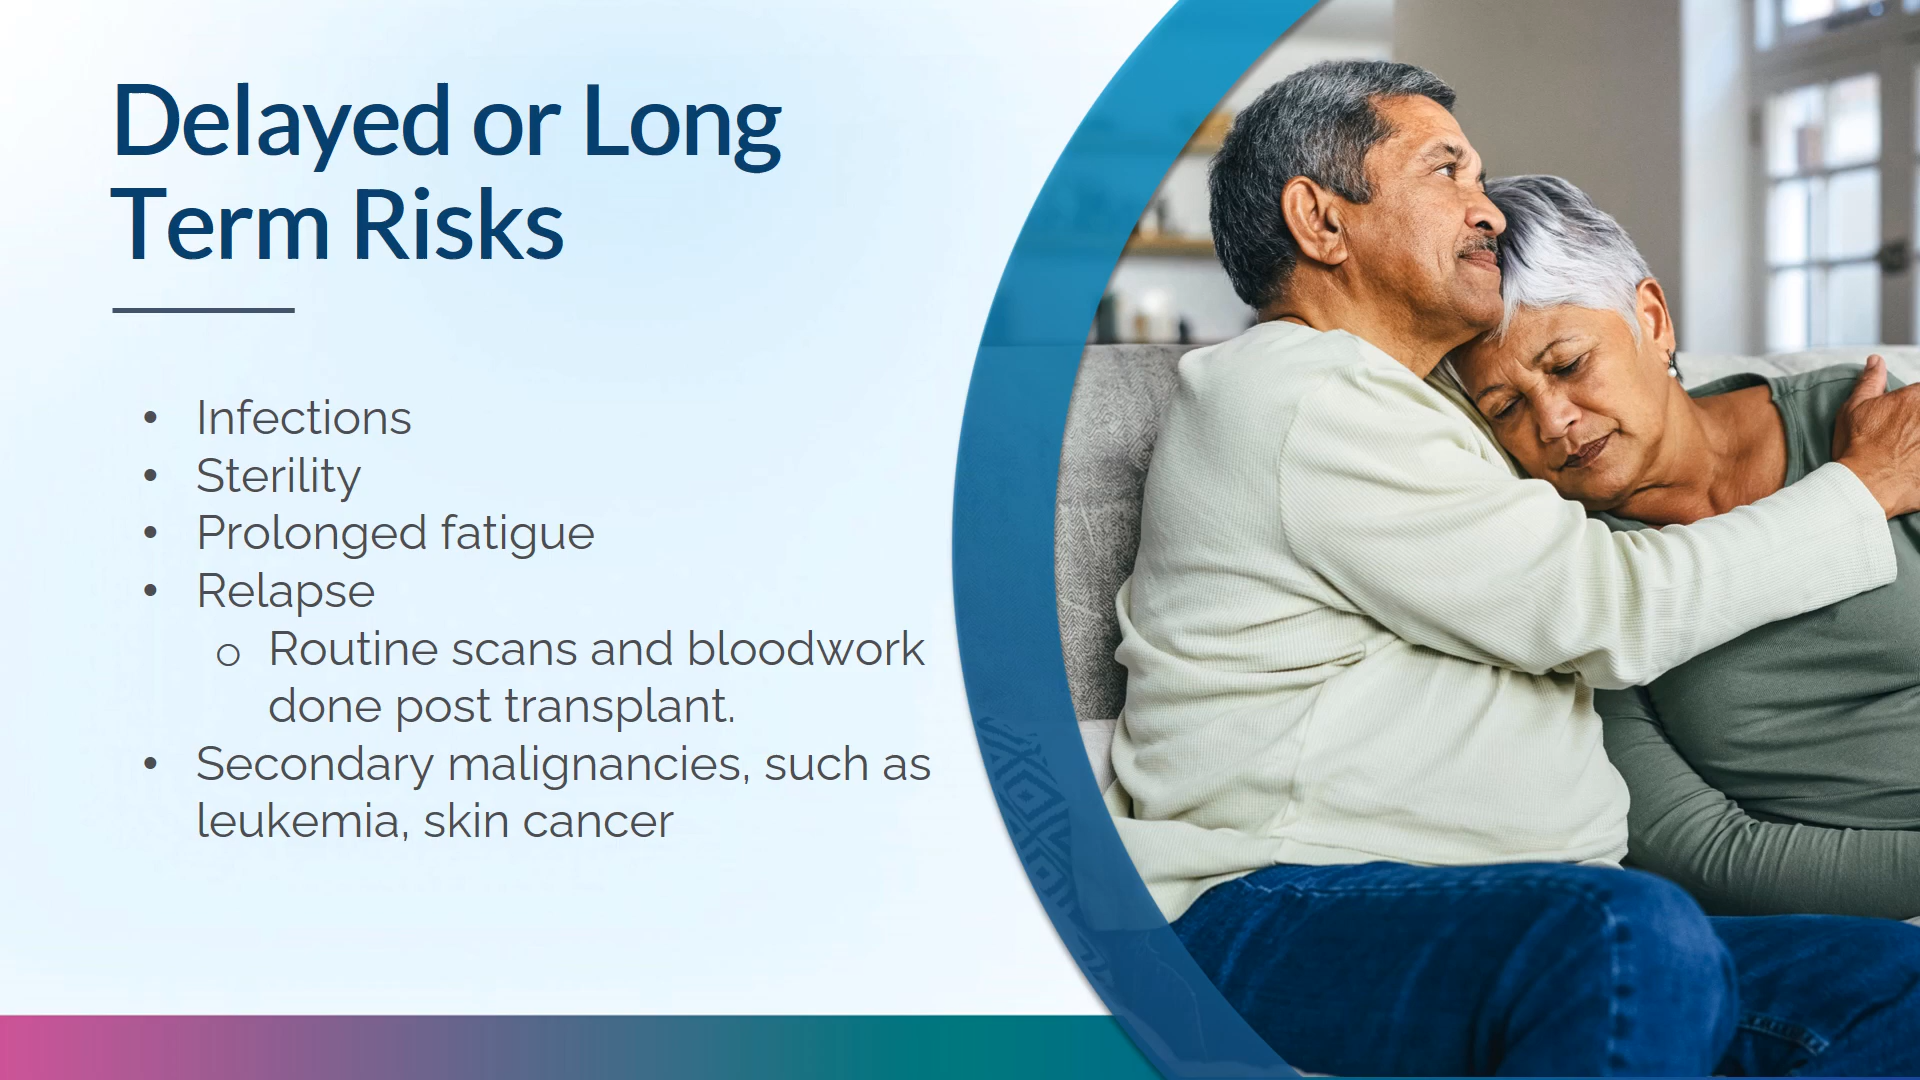 Delayed or Long
Term Risks
• Infections
• Sterility
• Prolonged fatigue
• Relapse
o Routine scans and bloodwork
done post transplant.
• Secondary malignancies, such as
leukemia, skin cancer